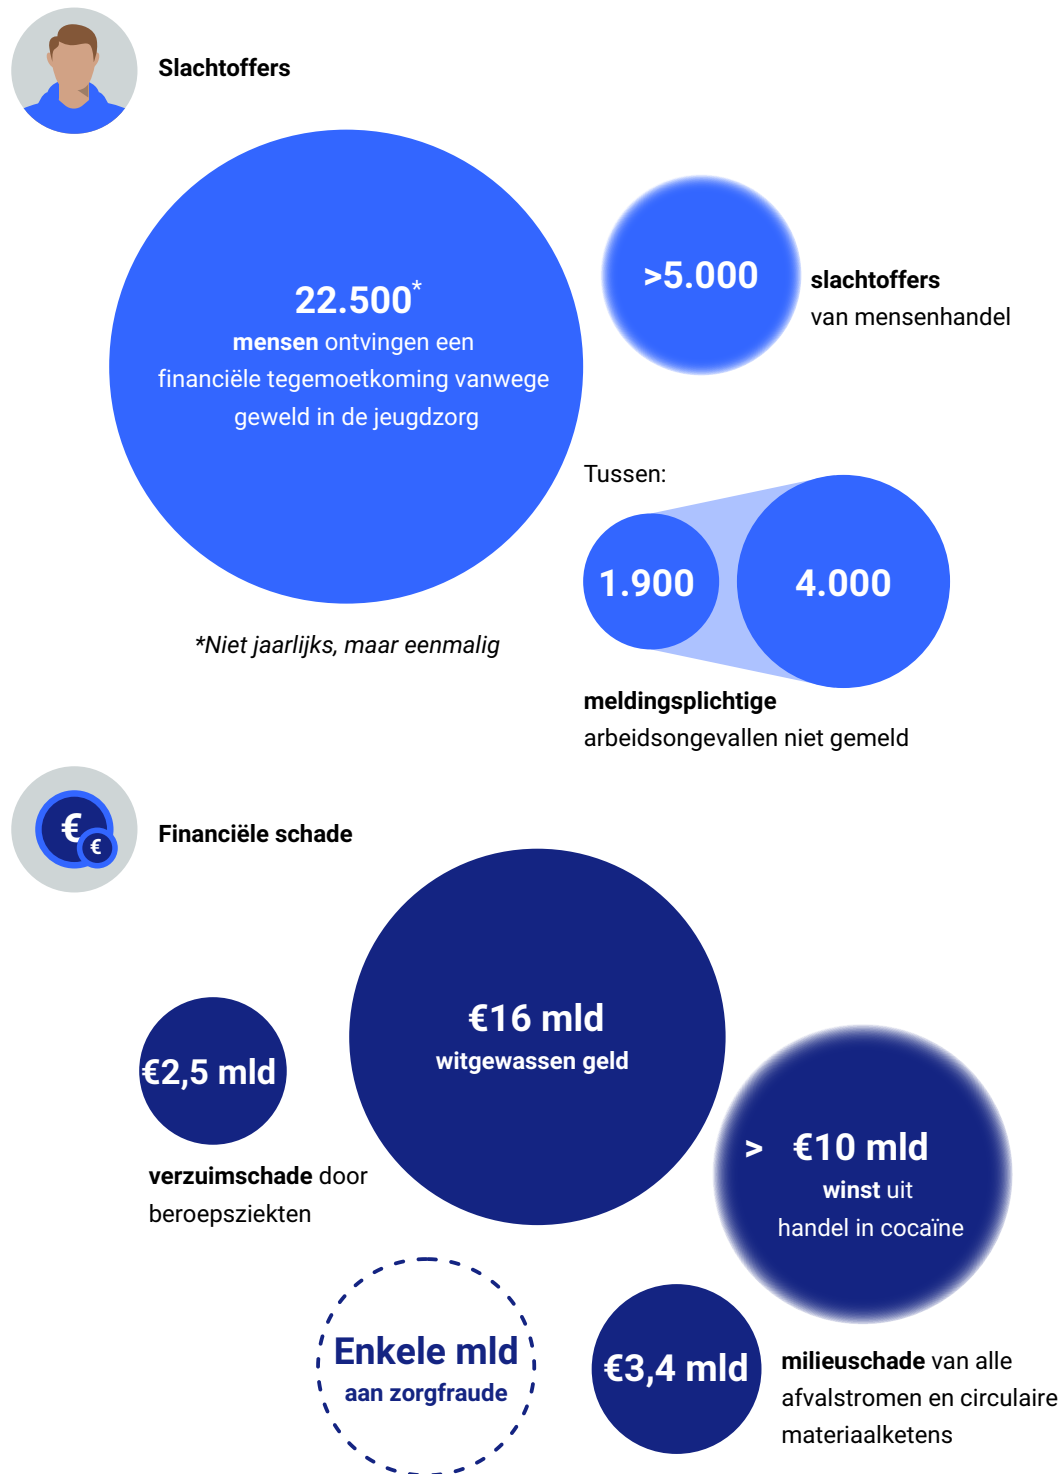 Slachtoffers
22.500*
mensen ontvingen een
financiële tegemoetkoming vanwege
geweld in de jeugdzorg
*Niet jaarlijks, maar eenmalig
>5.000
slachtoffers
van mensenhandel
Tussen:
1.900
4.000
meldingsplichtige
arbeidsongevallen niet gemeld
€
€
Financiële schade
€16 mld
witgewassen geld
€2,5 mld
verzuimschade door
beroepsziekten
> €10 mld
winst uit
handel in cocaïne
Enkele mld
aan zorgfraude
€3,4 mld
milieuschade van alle
afvalstromen en circulaire
materiaalketens